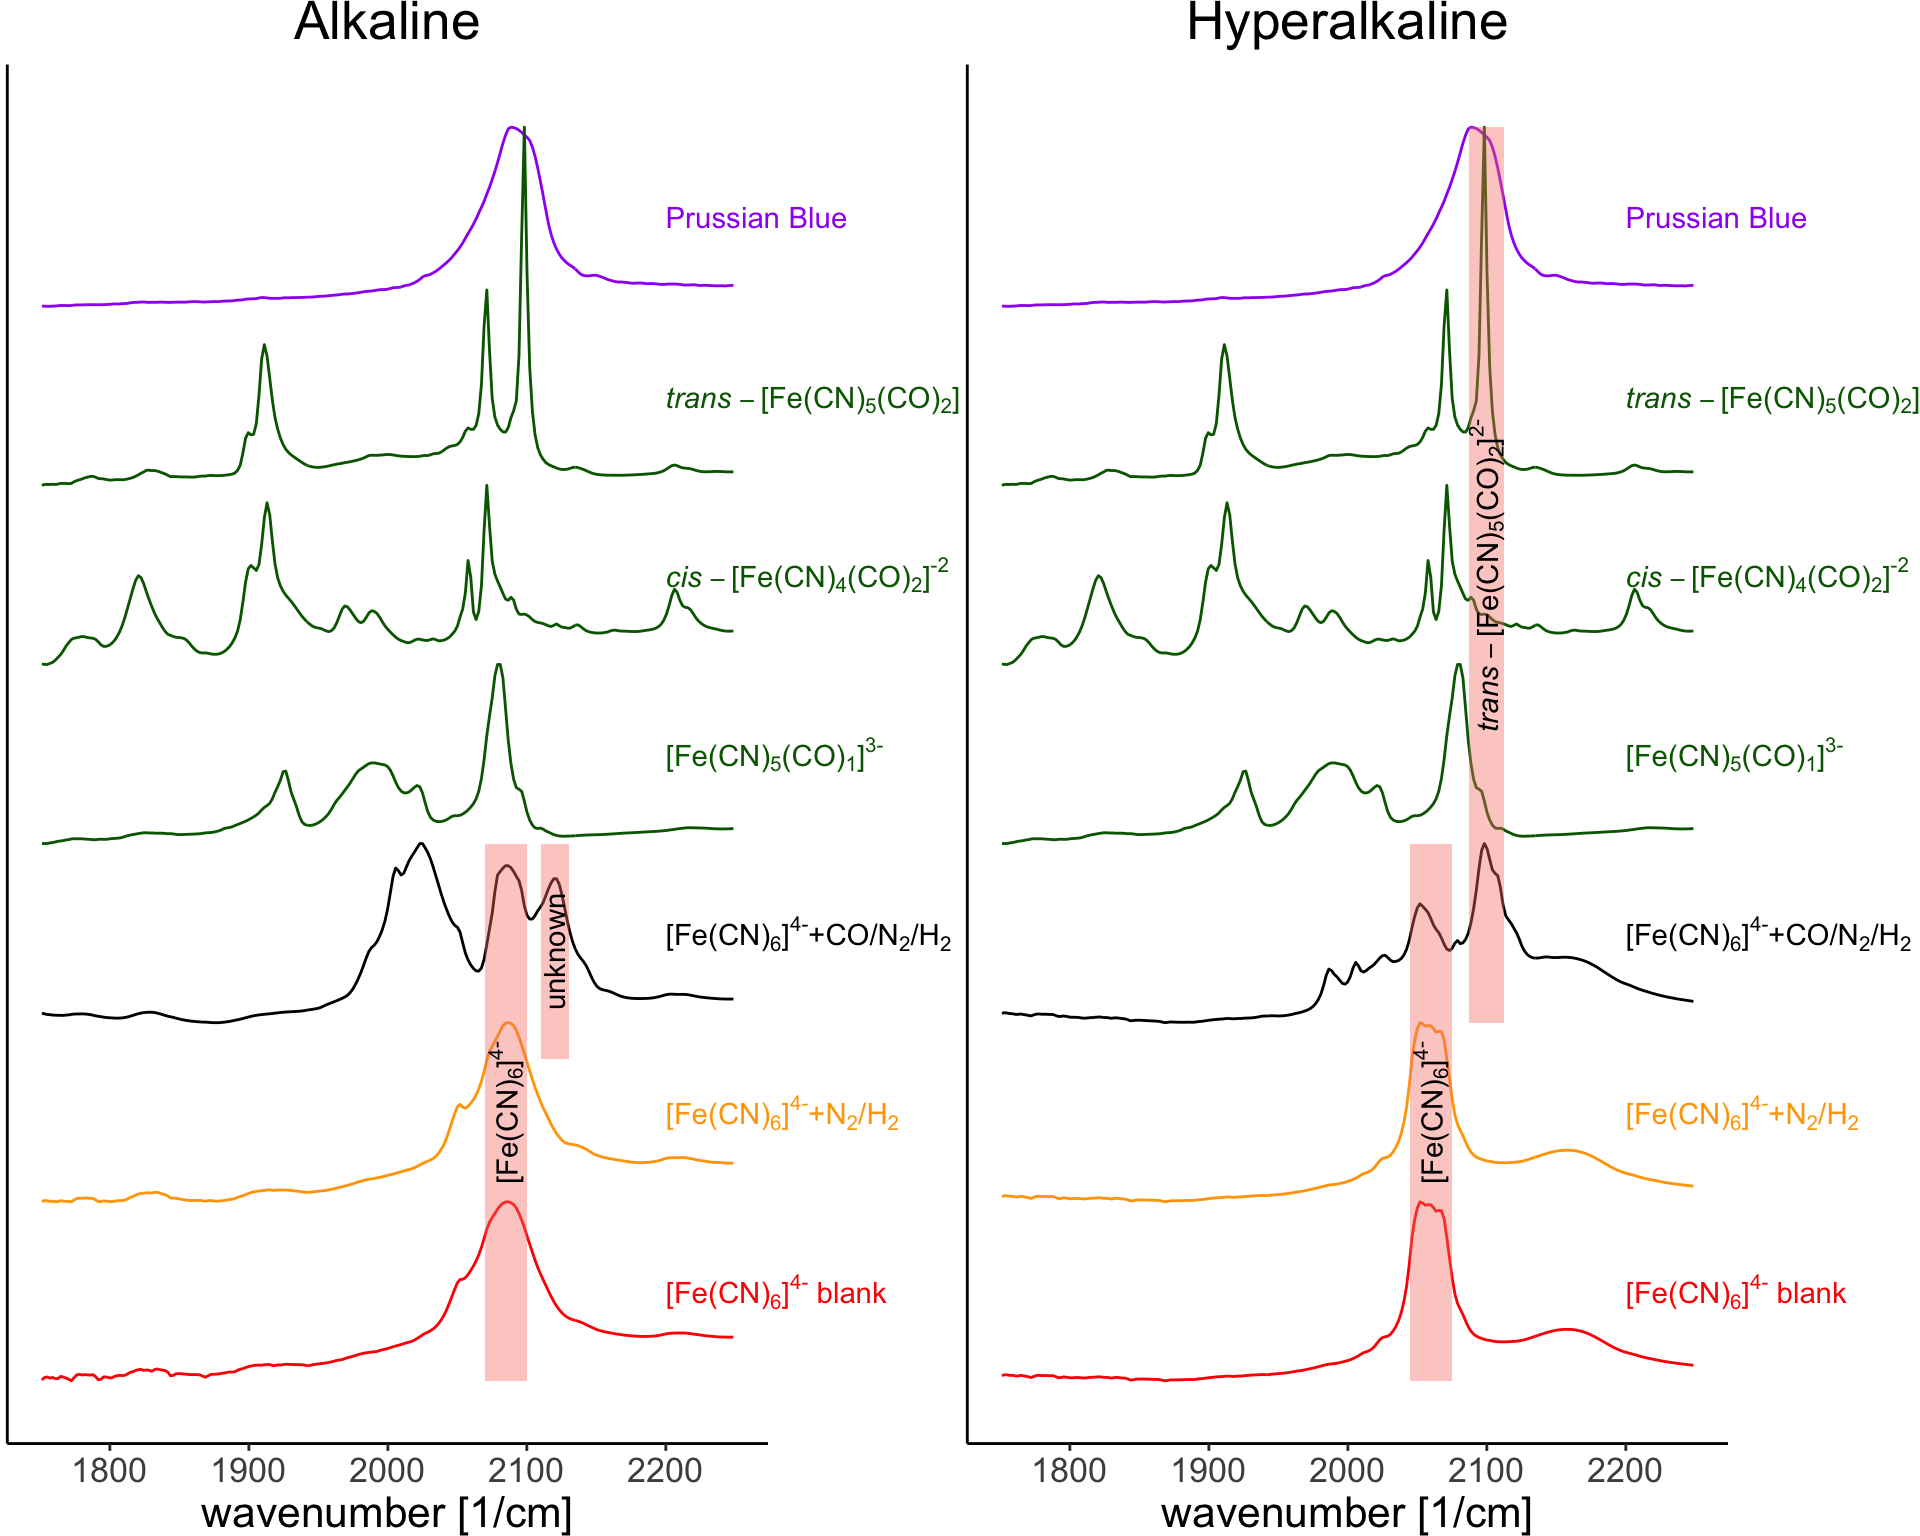 Alkaline
Prussian Blue
trans – [Fe(CN)₅(CO)₂]
cis – [Fe(CN)₄(CO)₂]⁻²
[Fe(CN)₅(CO)₁]³⁻
[Fe(CN)₆]⁴⁻+CO/N₂/H₂
unknown
[Fe(CN)₆]⁴⁻
[Fe(CN)₆]⁴⁻+N₂/H₂
[Fe(CN)₆]⁴⁻ blank
1800 1900 2000 2100 2200
wavenumber [1/cm]
Hyperalkaline
Prussian Blue
trans – [Fe(CN)₅(CO)₂]
trans – [Fe(CN)₅(CO)₂]²⁻
cis – [Fe(CN)₄(CO)₂]⁻²
[Fe(CN)₅(CO)₁]³⁻
[Fe(CN)₆]⁴⁻+CO/N₂/H₂
[Fe(CN)₆]⁴⁻
[Fe(CN)₆]⁴⁻+N₂/H₂
[Fe(CN)₆]⁴⁻ blank
1800 1900 2000 2100 2200
wavenumber [1/cm]